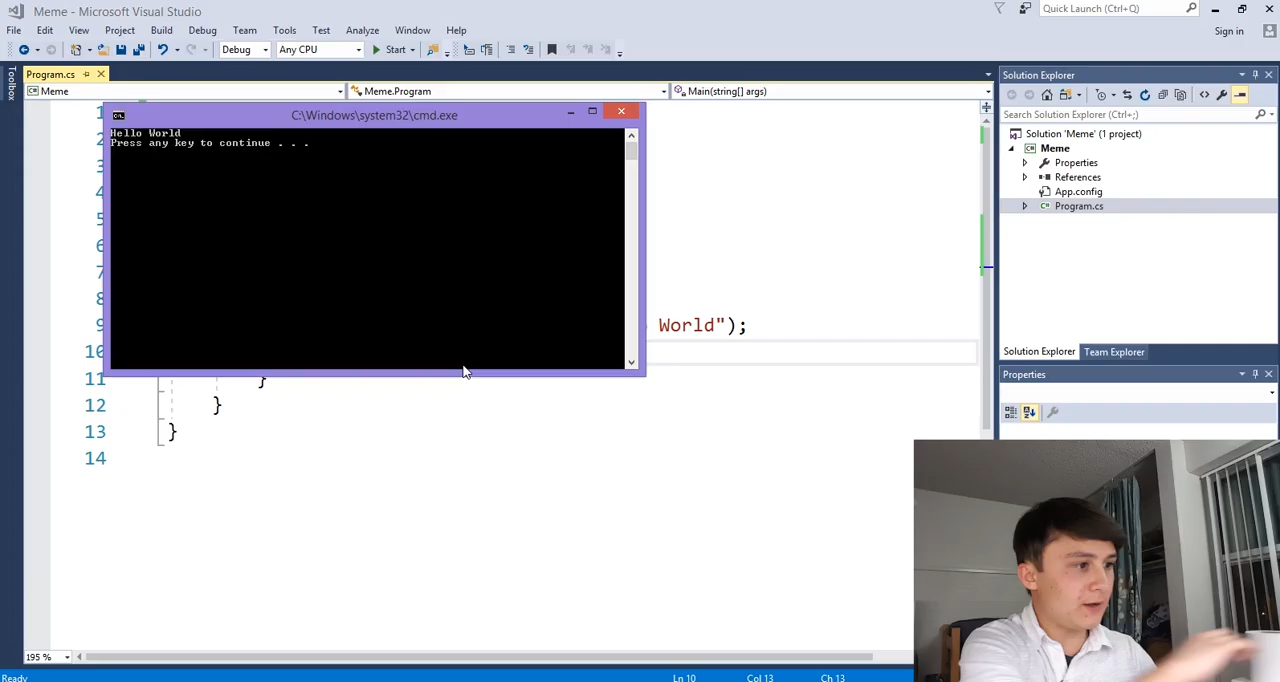 Meme - Microsoft Visual Studio
Quick Launch (Ctrl+Q)
File Edit View Project Build Debug Team Tools Test Analyze Window Help
Sign in
Debug Any CPU Start
Toolbox
Program.cs
Meme Meme.Program Main(string[] args)
C:\Windows\system32\cmd.exe
Hello World
Press any key to continue . . .
World");
9
10
11 }
12 }
13 }
14
195 %
Ready Ln 10 Col 13 Ch 13
Solution Explorer
Search Solution Explorer (Ctrl+;)
Solution 'Meme' (1 project)
Meme
Properties
References
App.config
Program.cs
Solution Explorer Team Explorer
Properties